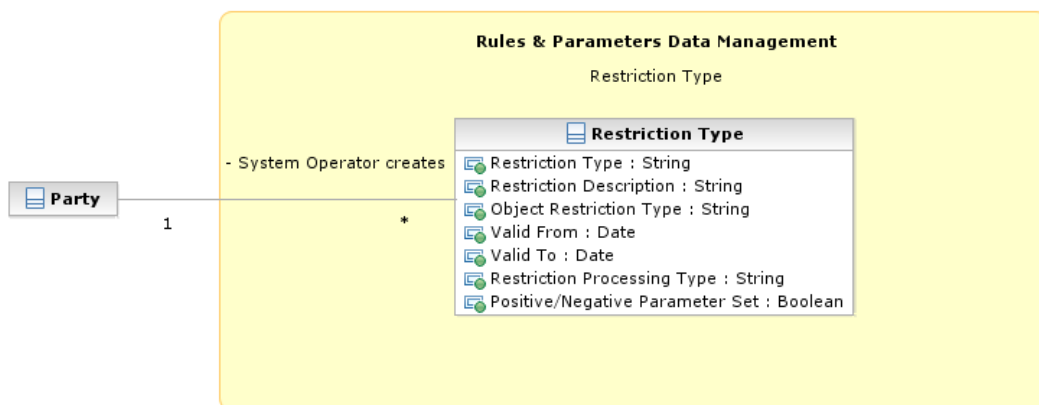 Rules & Parameters Data Management
Restriction Type
Restriction Type
- System Operator creates
Restriction Type : String
Restriction Description : String
Party
Object Restriction Type : String
1
*
Valid From : Date
Valid To : Date
Restriction Processing Type : String
Positive/Negative Parameter Set : Boolean